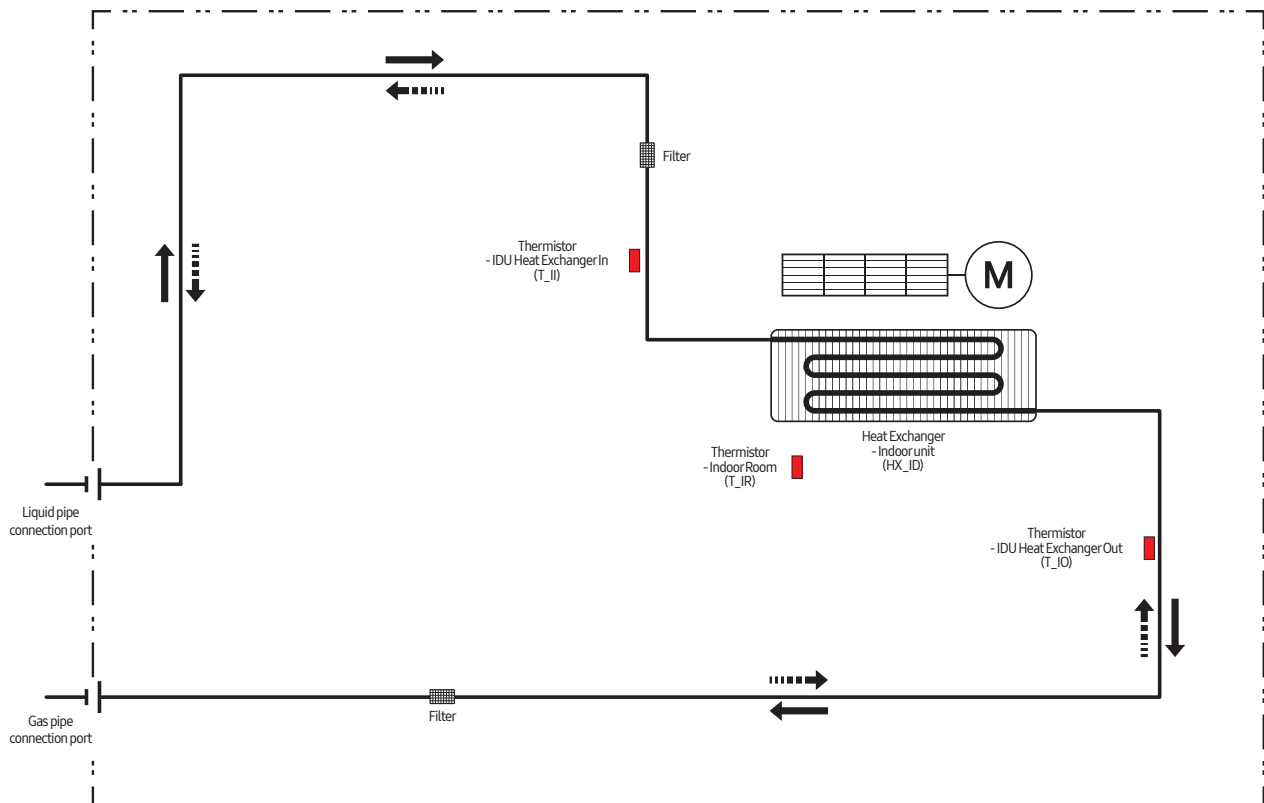 Filter
Thermistor
- IDU Heat Exchanger In
(T_II)
M
Heat Exchanger
- Indoor unit
(HX_ID)
Thermistor
- Indoor Room
(T_IR)
Liquid pipe
connection port
Thermistor
- IDU Heat Exchanger Out
(T_IO)
Filter
Gas pipe
connection port